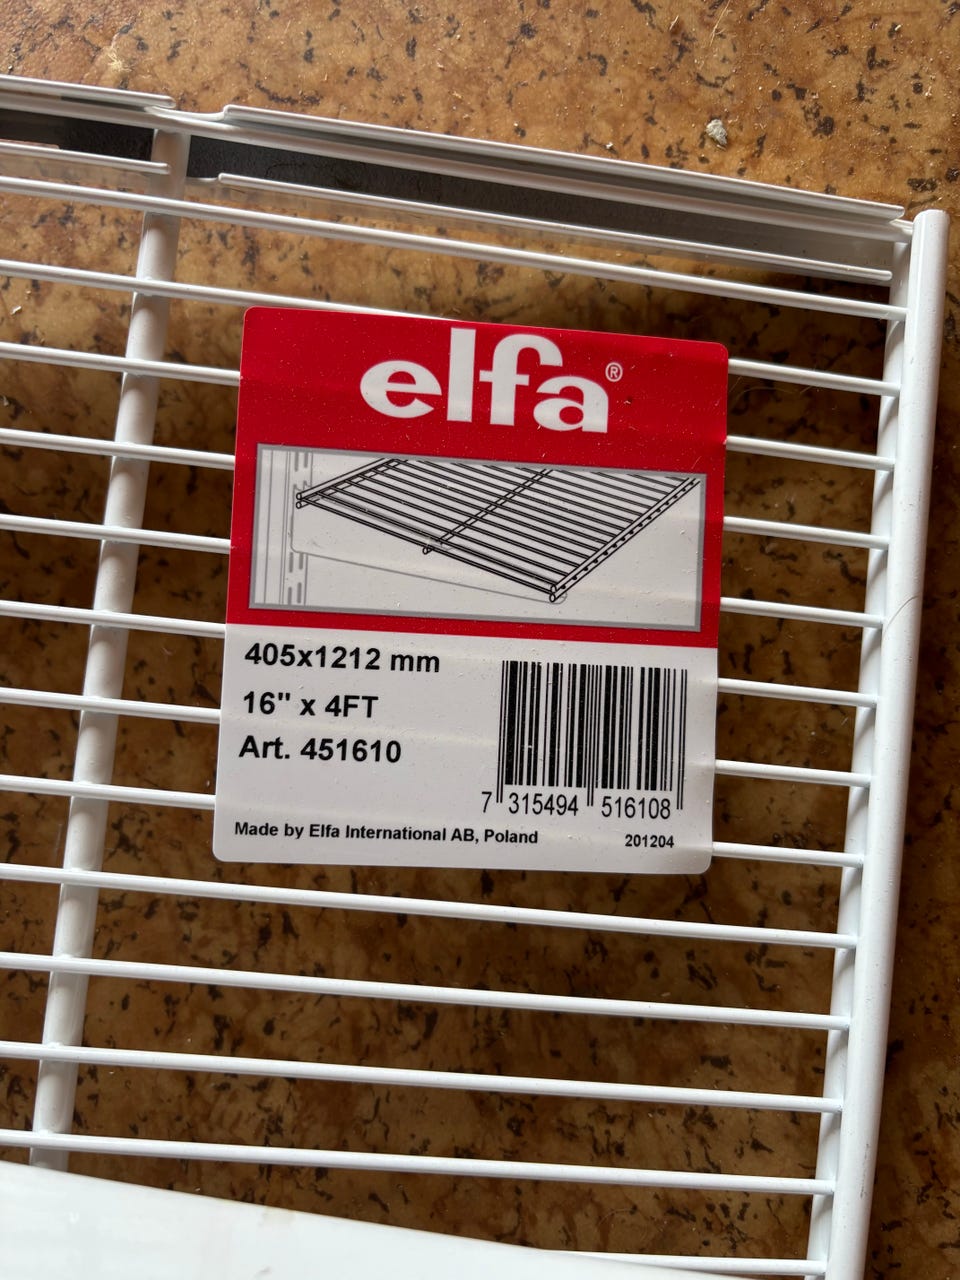 elfa®
405x1212 mm
16" x 4FT
Art. 451610
7 315494 516108
Made by Elfa International AB, Poland
201204